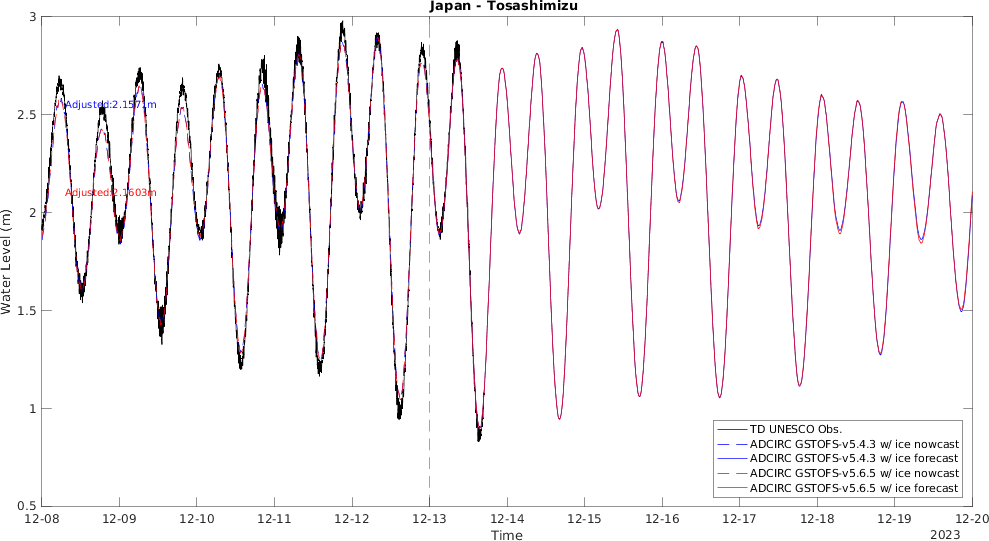 Japan - Tosashimizu
Water Level (m)
3
2.5
2
1.5
1
0.5
Adjusted:2.1571m
Adjusted:2.1603m
TD UNESCO Obs.
ADCIRC GSTOFS-v5.4.3 w/ ice nowcast
ADCIRC GSTOFS-v5.4.3 w/ ice forecast
ADCIRC GSTOFS-v5.6.5 w/ ice nowcast
ADCIRC GSTOFS-v5.6.5 w/ ice forecast
12-08 12-09 12-10 12-11 12-12 12-13 12-14 12-15 12-16 12-17 12-18 12-19 12-20
Time
2023